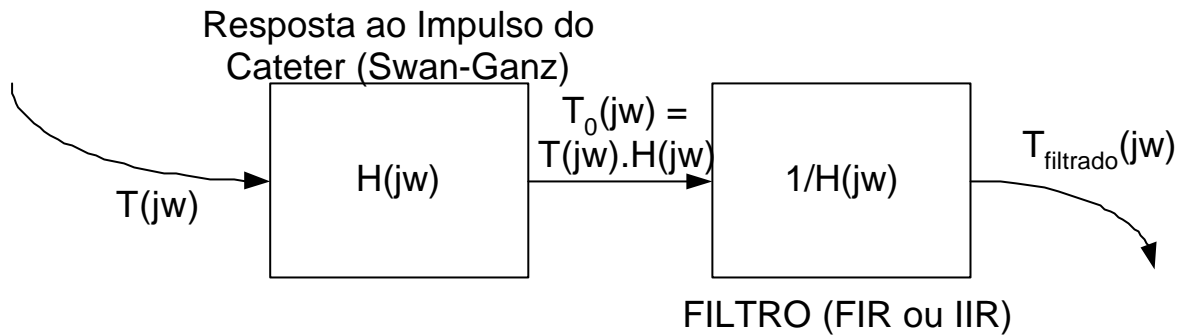 Resposta ao Impulso do
Cateter (Swan-Ganz)
T(jw)
H(jw)
T₀(jw) =
T(jw).H(jw)
1/H(jw)
T_filtrado(jw)
FILTRO (FIR ou IIR)